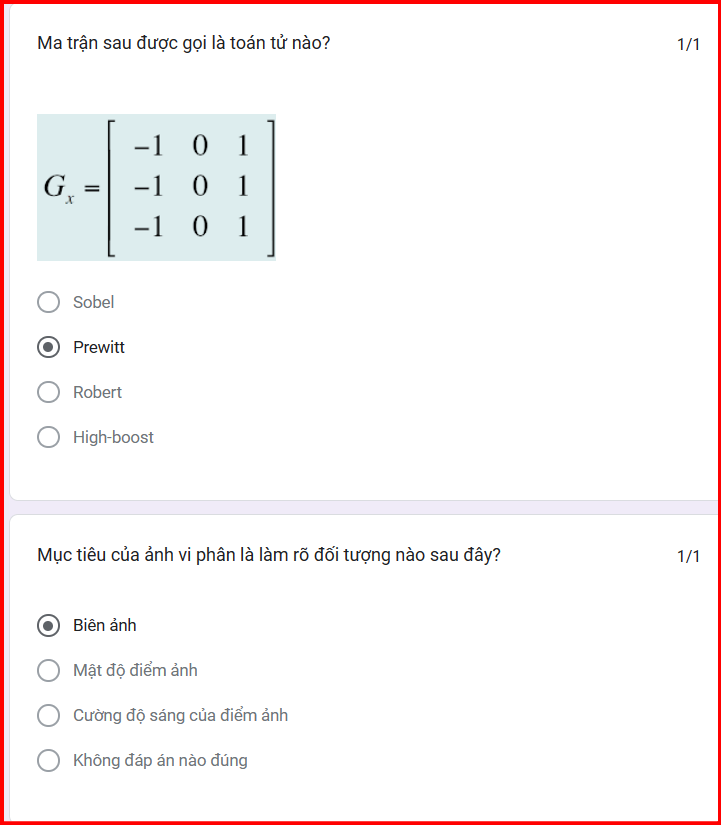 Ma trận sau được gọi là toán tử nào?
1/1
−1 0 1
G_x = −1 0 1
−1 0 1
Sobel
Prewitt
Robert
High-boost
Mục tiêu của ảnh vi phân là làm rõ đối tượng nào sau đây?
1/1
Biên ảnh
Mật độ điểm ảnh
Cường độ sáng của điểm ảnh
Không đáp án nào đúng